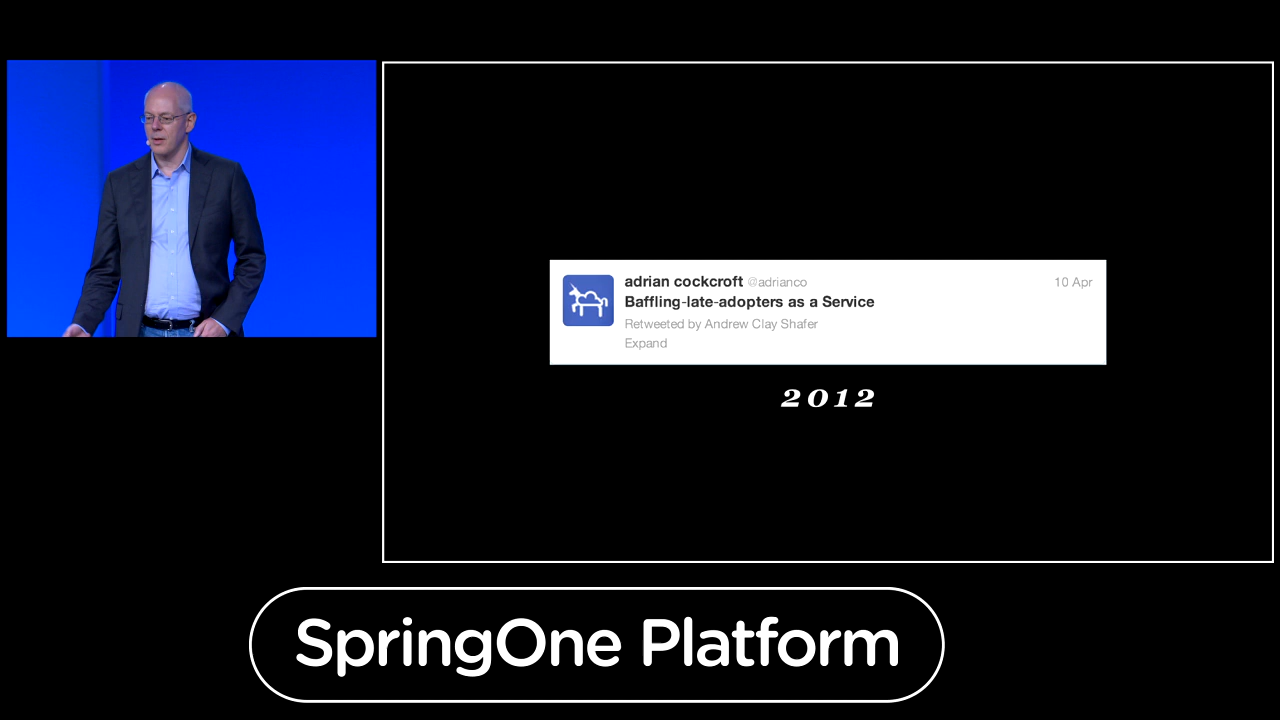 adrian cockcroft @adrianco 10 Apr
Baffling-late-adopters as a Service
Retweeted by Andrew Clay Shafer
Expand
2012
SpringOne Platform